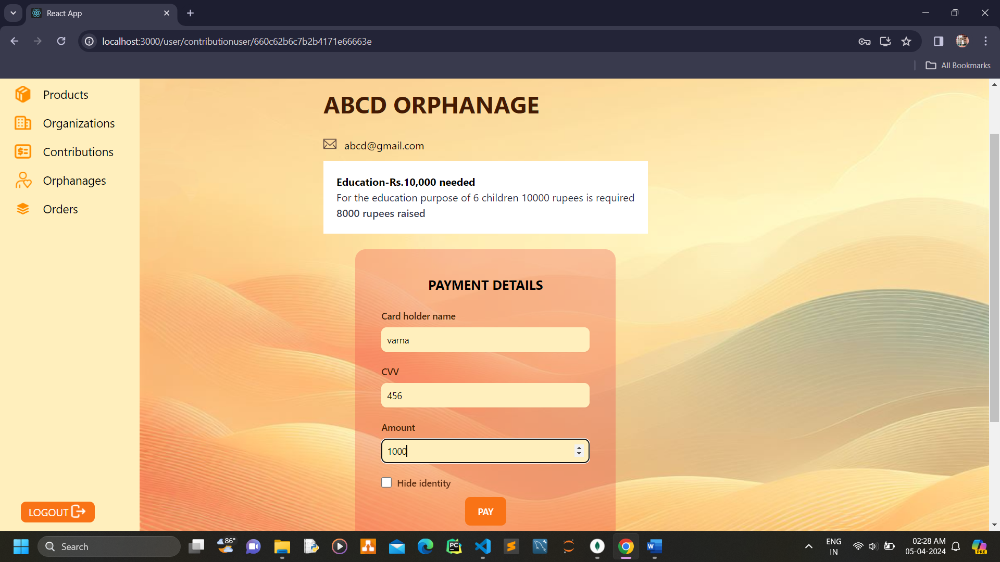 React App
localhost:3000/user/contributionuser/660c62b6c7b2b4171e66663e
All Bookmarks
Products
Organizations
Contributions
Orphanages
Orders
LOGOUT
ABCD ORPHANAGE
abcd@gmail.com
Education-Rs.10,000 needed
For the education purpose of 6 children 10000 rupees is required
8000 rupees raised
PAYMENT DETAILS
Card holder name
varna
CVV
456
Amount
1000
Hide identity
PAY
Search
86°
PC
W
ENG
IN
02:28 AM
05-04-2024
PRE